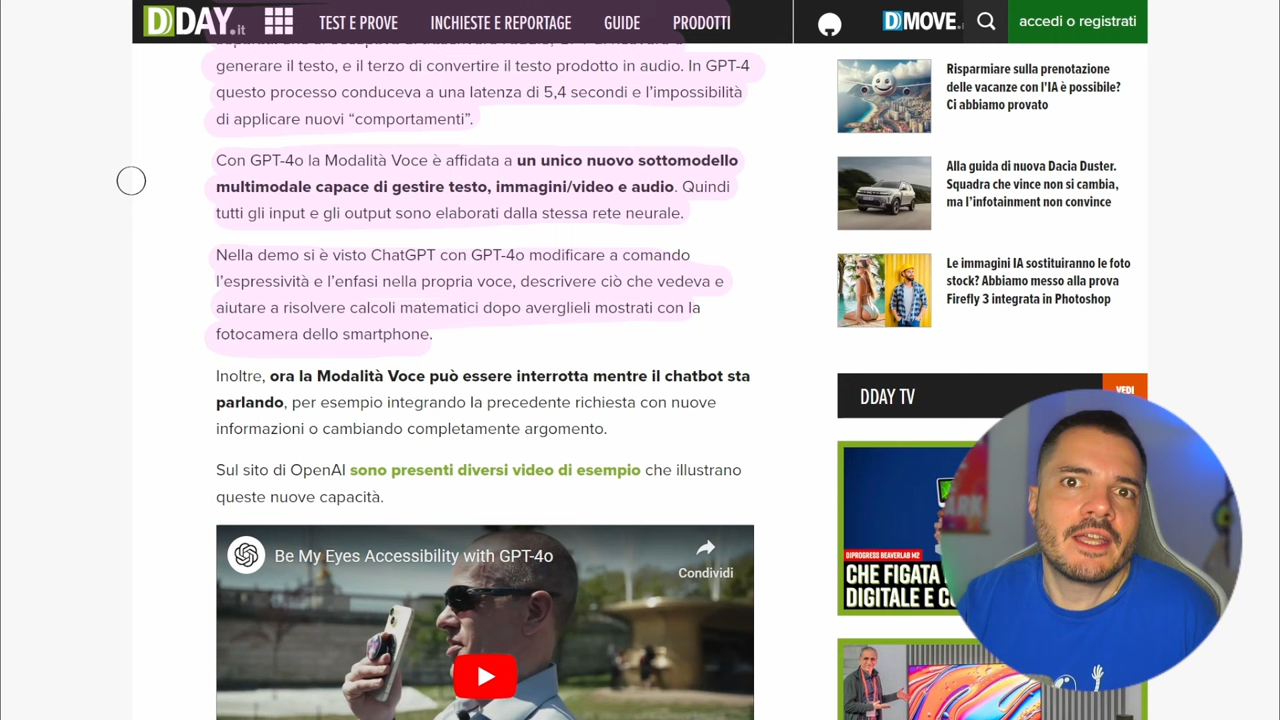 DDAY.it
TEST E PROVE
INCHIESTE E REPORTAGE
GUIDE
PRODOTTI
DMOVE.i
accedi o registrati
generare il testo, e il terzo di convertire il testo prodotto in audio. In GPT-4
questo processo conduceva a una latenza di 5,4 secondi e l’impossibilità
di applicare nuovi “comportamenti”.
Con GPT-4o la Modalità Voce è affidata a un unico nuovo sottomodello
multimodale capace di gestire testo, immagini/video e audio. Quindi
tutti gli input e gli output sono elaborati dalla stessa rete neurale.
Nella demo si è visto ChatGPT con GPT-4o modificare a comando
l’espressività e l’entasi nella propria voce, descrivere ciò che vedeva e
aiutare a risolvere calcoli matematici dopo averglieli mostrati con la
fotocamera dello smartphone.
Inoltre, ora la Modalità Voce può essere interrotta mentre il chatbot sta
parlando, per esempio integrando la precedente richiesta con nuove
informazioni o cambiando completamente argomento.
Sul sito di OpenAI sono presenti diversi video di esempio che illustrano
queste nuove capacità.
Be My Eyes Accessibility with GPT-4o
Condividi
Risparmiare sulla prenotazione
delle vacanze con l'IA è possibile?
Ci abbiamo provato
Alla guida di nuova Dacia Duster.
Squadra che vince non si cambia,
ma l’infotainment non convince
Le immagini IA sostituiranno le foto
stock? Abbiamo messo alla prova
Firefly 3 integrata in Photoshop
DDAY TV
VEDI
DIPROGRESS BEAVERLAB M2
CHE FIGATA
DIGITALE E C
ARK